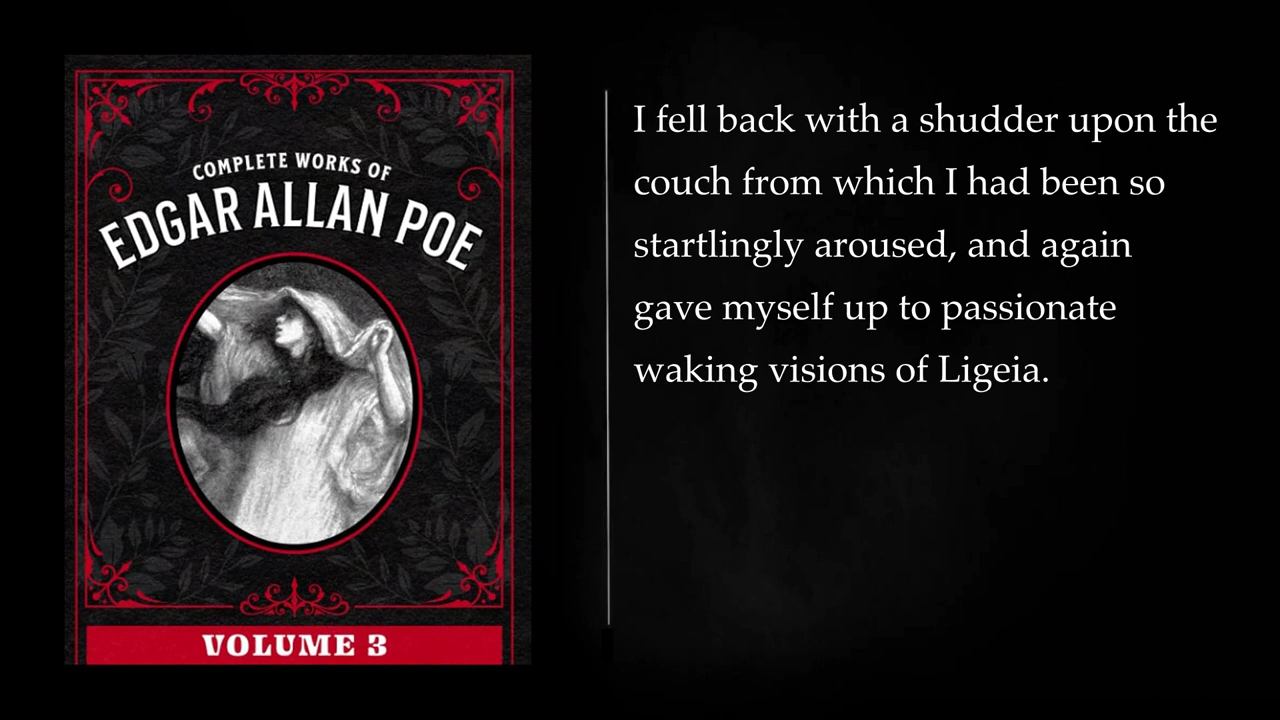 COMPLETE WORKS OF
EDGAR ALLAN POE
VOLUME 3
I fell back with a shudder upon the
couch from which I had been so
startlingly aroused, and again
gave myself up to passionate
waking visions of Ligeia.